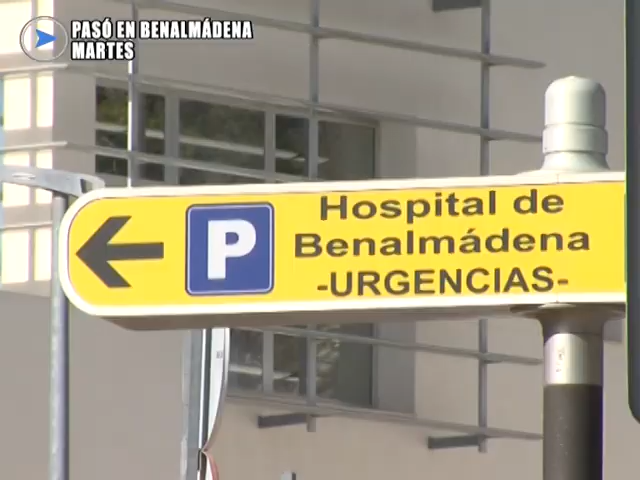 PASÓ EN BENALMÁDENA
MARTES
P
Hospital de
Benalmádena
-URGENCIAS-